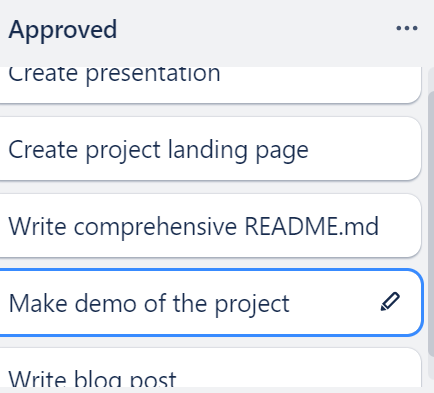 Approved
Create presentation
Create project landing page
Write comprehensive README.md
Make demo of the project
Write blog post